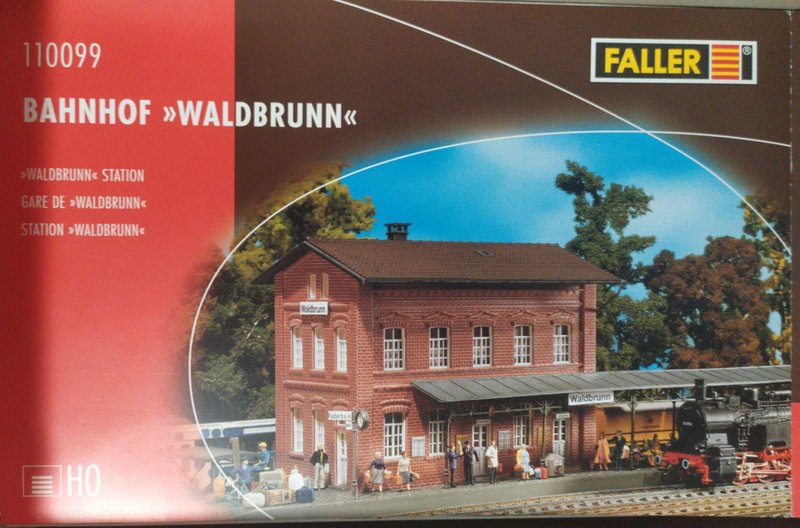 110099
FALLER®
BAHNHOF »WALDBRUNN«
»WALDBRUNN« STATION
GARE DE »WALDBRUNN«
STATION »WALDBRUNN«
Waldbrunn
Waldbrunn
H0